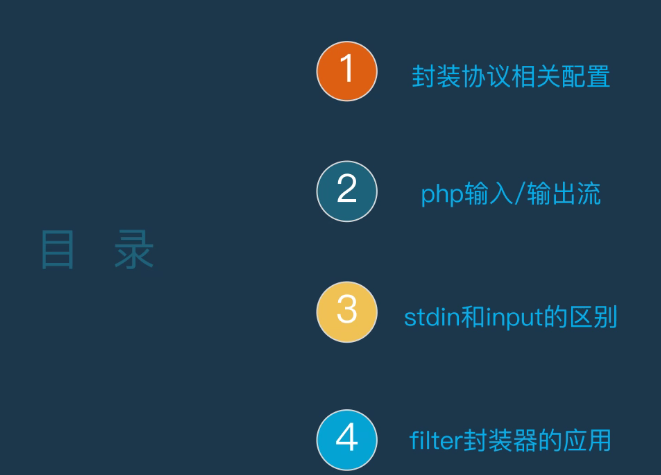 目 录
1 封装协议相关配置
2 php输入/输出流
3 stdin和input的区别
4 filter封装器的应用